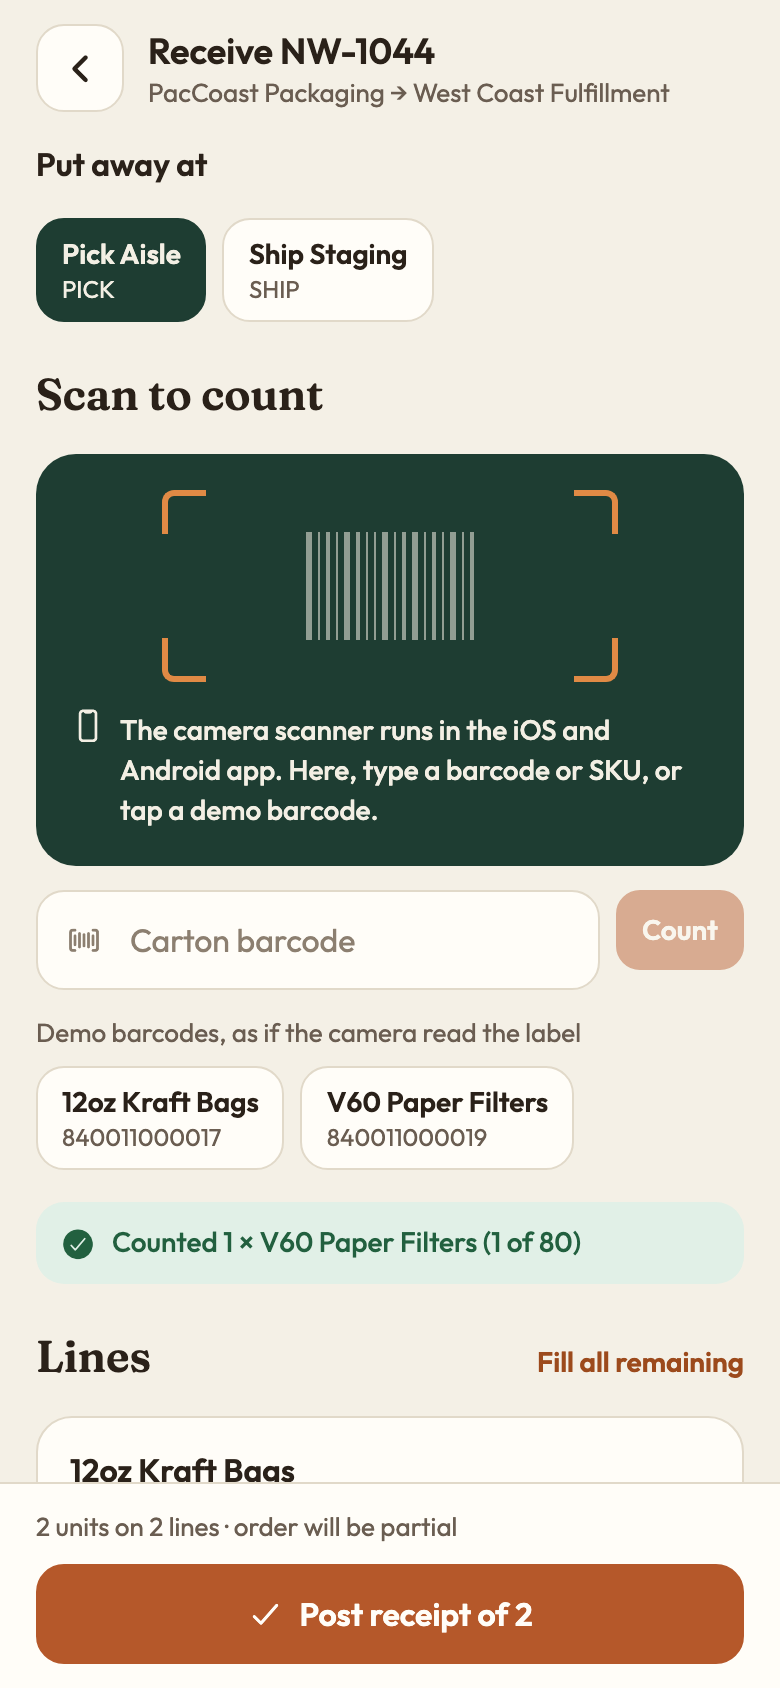 Receive NW-1044
PacCoast Packaging → West Coast Fulfillment
Put away at
Pick Aisle
PICK
Ship Staging
SHIP
Scan to count
The camera scanner runs in the iOS and
Android app. Here, type a barcode or SKU, or
tap a demo barcode.
Carton barcode
Count
Demo barcodes, as if the camera read the label
12oz Kraft Bags
840011000017
V60 Paper Filters
840011000019
Counted 1 × V60 Paper Filters (1 of 80)
Lines
Fill all remaining
12oz Kraft Bags
2 units on 2 lines · order will be partial
Post receipt of 2